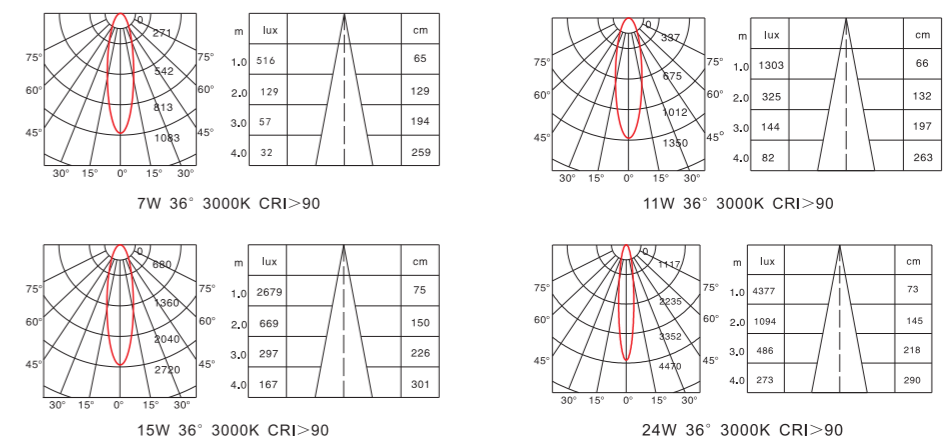 0
271
542
813
1083
75° 75°
60° 60°
45° 45°
30° 15° 0° 15° 30°
m lux cm
1.0 516 65
2.0 129 129
3.0 57 194
4.0 32 259
7W 36° 3000K CRI>90
0
337
675
1012
1350
75° 75°
60° 60°
45° 45°
30° 15° 0° 15° 30°
m lux cm
1.0 1303 66
2.0 325 132
3.0 144 197
4.0 82 263
11W 36° 3000K CRI>90
0
680
1360
2040
2720
75° 75°
60° 60°
45° 45°
30° 15° 0° 15° 30°
m lux cm
1.0 2679 75
2.0 669 150
3.0 297 226
4.0 167 301
15W 36° 3000K CRI>90
0
1117
2235
3352
4470
75° 75°
60° 60°
45° 45°
30° 15° 0° 15° 30°
m lux cm
1.0 4377 73
2.0 1094 145
3.0 486 218
4.0 273 290
24W 36° 3000K CRI>90